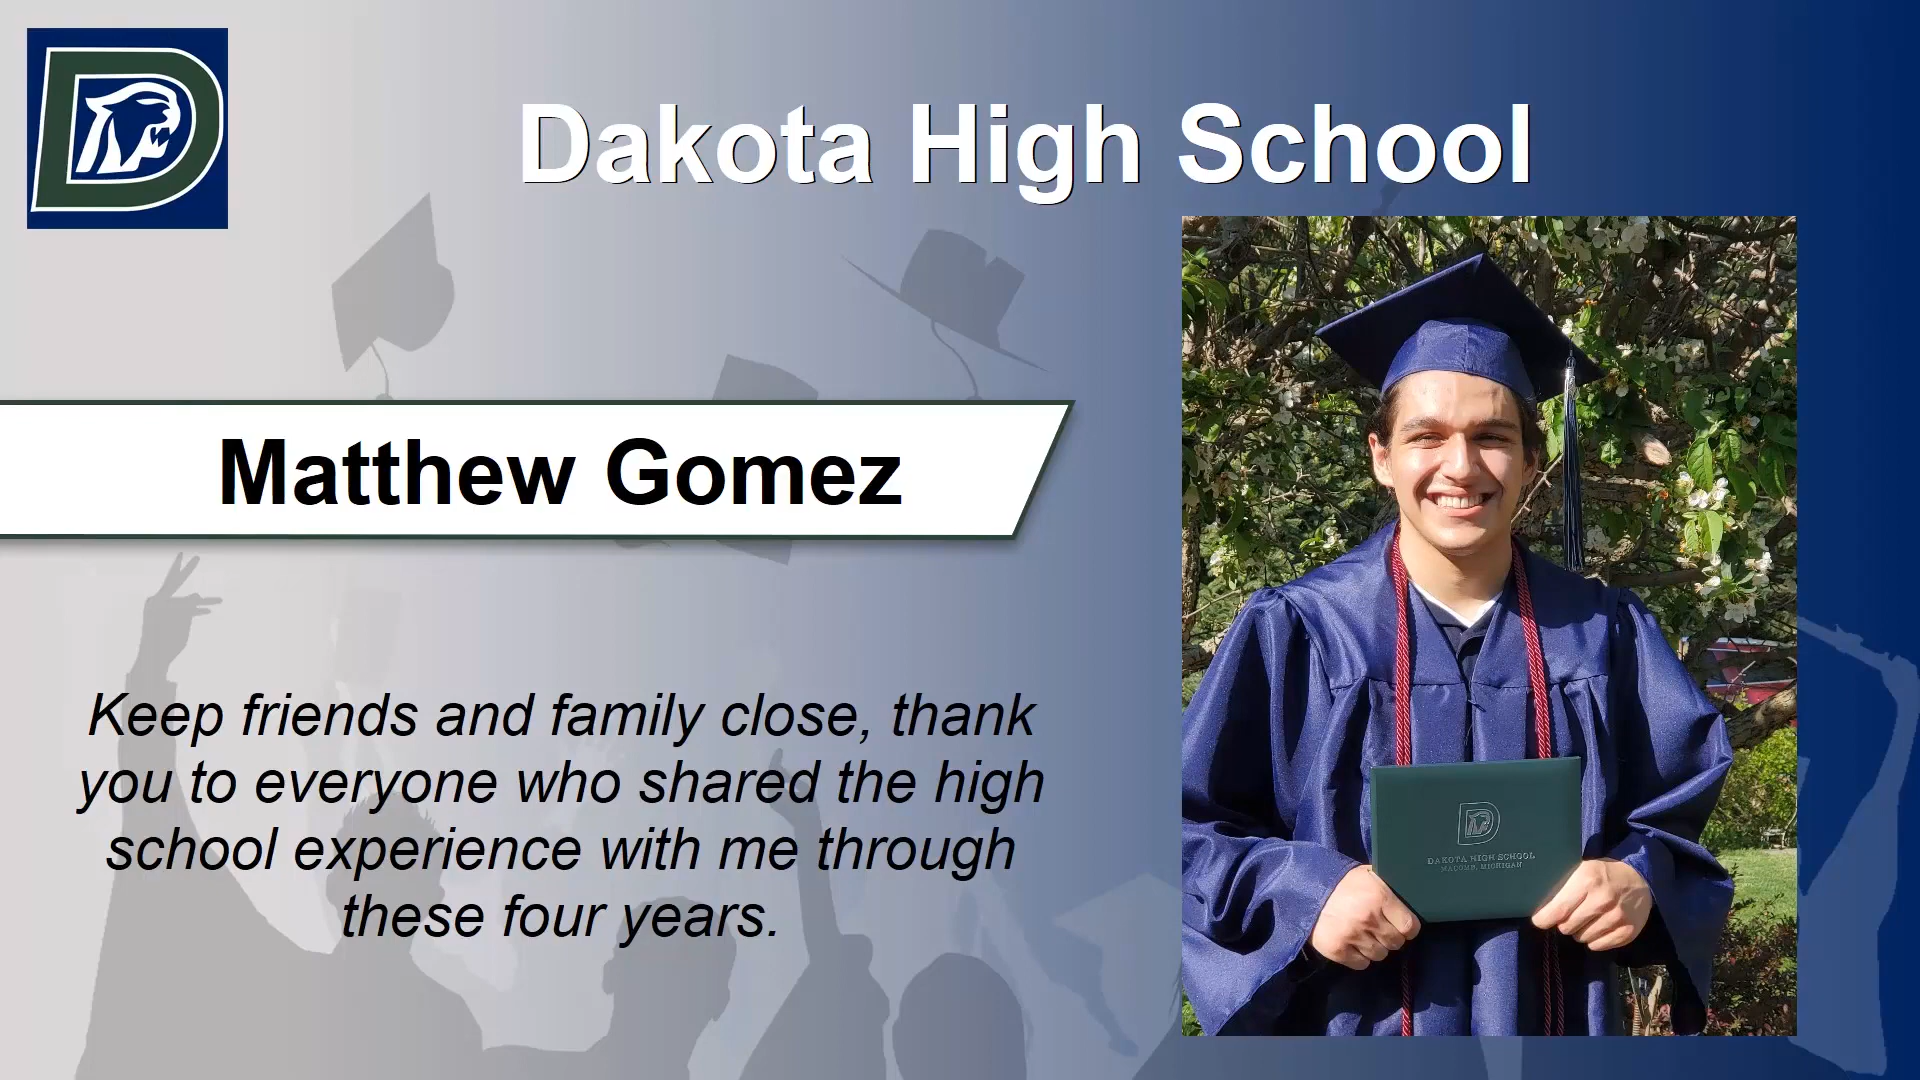 Dakota High School
Matthew Gomez
Keep friends and family close, thank
you to everyone who shared the high
school experience with me through
these four years.
D
DAKOTA HIGH SCHOOL
MACOMB, MICHIGAN